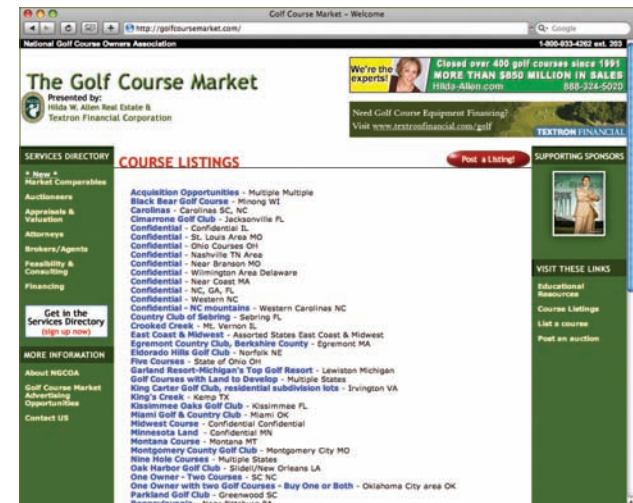 Golf Course Market – Welcome
http://golfcoursemarket.com/
Google
National Golf Course Owners Association
1-800-933-4262 ext. 203
The Golf Course Market
Presented by:
Hilda W. Allen Real Estate &
Textron Financial Corporation
We're the experts!
Closed over 400 golf courses since 1991
MORE THAN $850 MILLION IN SALES
Hilda-Allen.com 888-324-5020
Need Golf Course Equipment Financing?
Visit www.textronfinancial.com/golf
TEXTRON FINANCIAL
SERVICES DIRECTORY
* New *
Market Comparables
Auctioneers
Appraisals &
Valuation
Attorneys
Brokers/Agents
Feasibility &
Consulting
Financing
Get in the
Services Directory
(sign up now)
MORE INFORMATION
About NGCOA
Golf Course Market
Advertising
Opportunities
Contact US
COURSE LISTINGS
Post a Listing!
Acquisition Opportunities - Multiple Multiple
Black Bear Golf Course - Minong WI
Carolinas - Carolinas SC, NC
Cimarrone Golf Club - Jacksonville FL
Confidential - Confidential IL
Confidential - St. Louis Area MO
Confidential - Ohio Courses OH
Confidential - Nashville TN Area
Confidential - Near Branson MO
Confidential - Wilmington Area Delaware
Confidential - Near Coast MA
Confidential - NC, GA, FL
Confidential - Western NC
Confidential - NC mountains - Western Carolinas NC
Country Club of Sebring - Sebring FL
Crooked Creek - Mt. Vernon IL
East Coast & Midwest - Assorted States East Coast & Midwest
Egremont Country Club, Berkshire County - Egremont MA
Eldorado Hills Golf Club - Norfolk NE
Five Courses - State of Ohio OH
Garland Resort-Michigan's Top Golf Resort - Lewiston Michigan
Golf Courses with Land to Develop - Multiple States
King Carter Golf Club, residential subdivision lots - Irvington VA
King's Creek - Kemp TX
Kissimmee Oaks Golf Club - Kissimmee FL
Miami Golf & Country Club - Miami OK
Midwest Course - Confidential Confidential
Minnesota Land - Confidential MN
Montana Course - Montana MT
Montgomery County Golf Club - Montgomery City MO
Nine Hole Courses - Multiple States
Oak Harbor Golf Club - Slidell/New Orleans LA
One Owner - Two Courses - SC NC
One Owner with two Golf Courses - Buy One or Both - Oklahoma City area OK
Parkland Golf Club - Greenwood SC
SUPPORTING SPONSORS
VISIT THESE LINKS
Educational
Resources
Course Listings
List a course
Post an auction